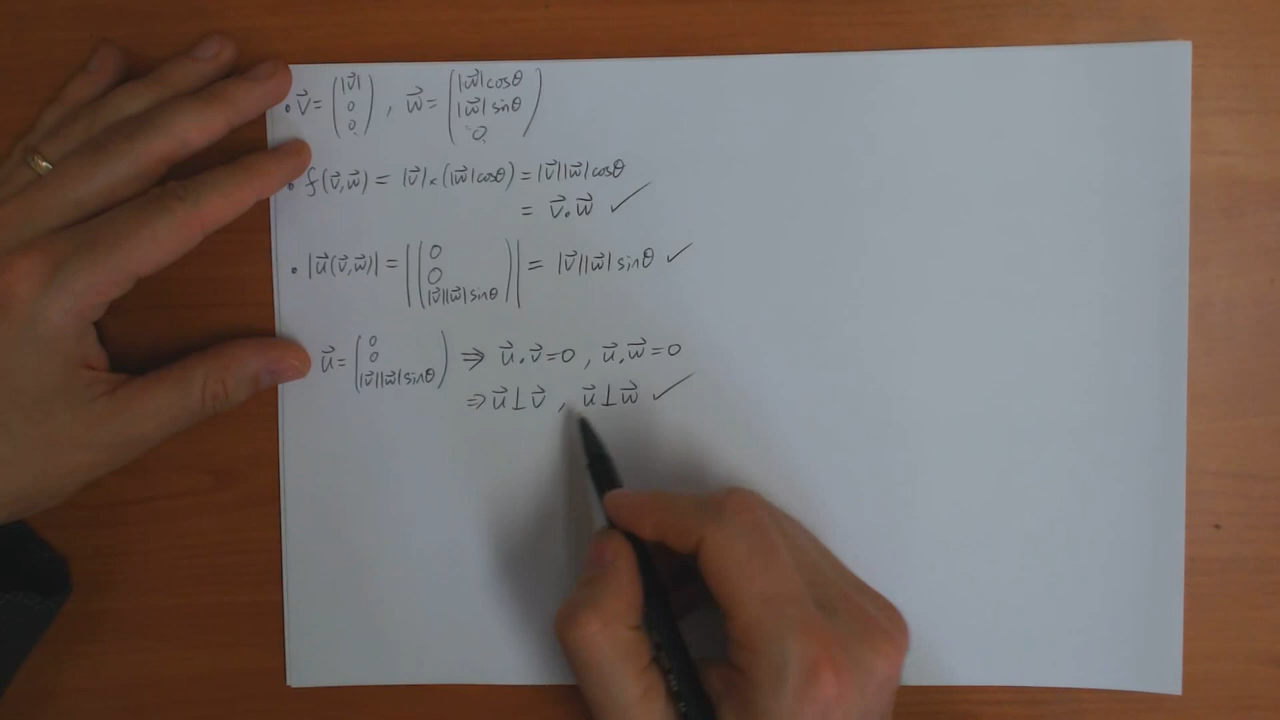 • v⃗ = (|v⃗| 0 0), w⃗ = (|w⃗|cosθ |w⃗|sinθ 0)
• f(v⃗,w⃗) = |v⃗|×(|w⃗|cosθ) = |v⃗||w⃗|cosθ
= v⃗·w⃗ ✓
• |u⃗(v⃗,w⃗)| = |(0 0 |v⃗||w⃗|sinθ)| = |v⃗||w⃗|sinθ ✓
u⃗ = (0 0 |v⃗||w⃗|sinθ) ⇒ u⃗·v⃗=0, u⃗·w⃗=0
⇒ u⃗⊥v⃗, u⃗⊥w⃗ ✓